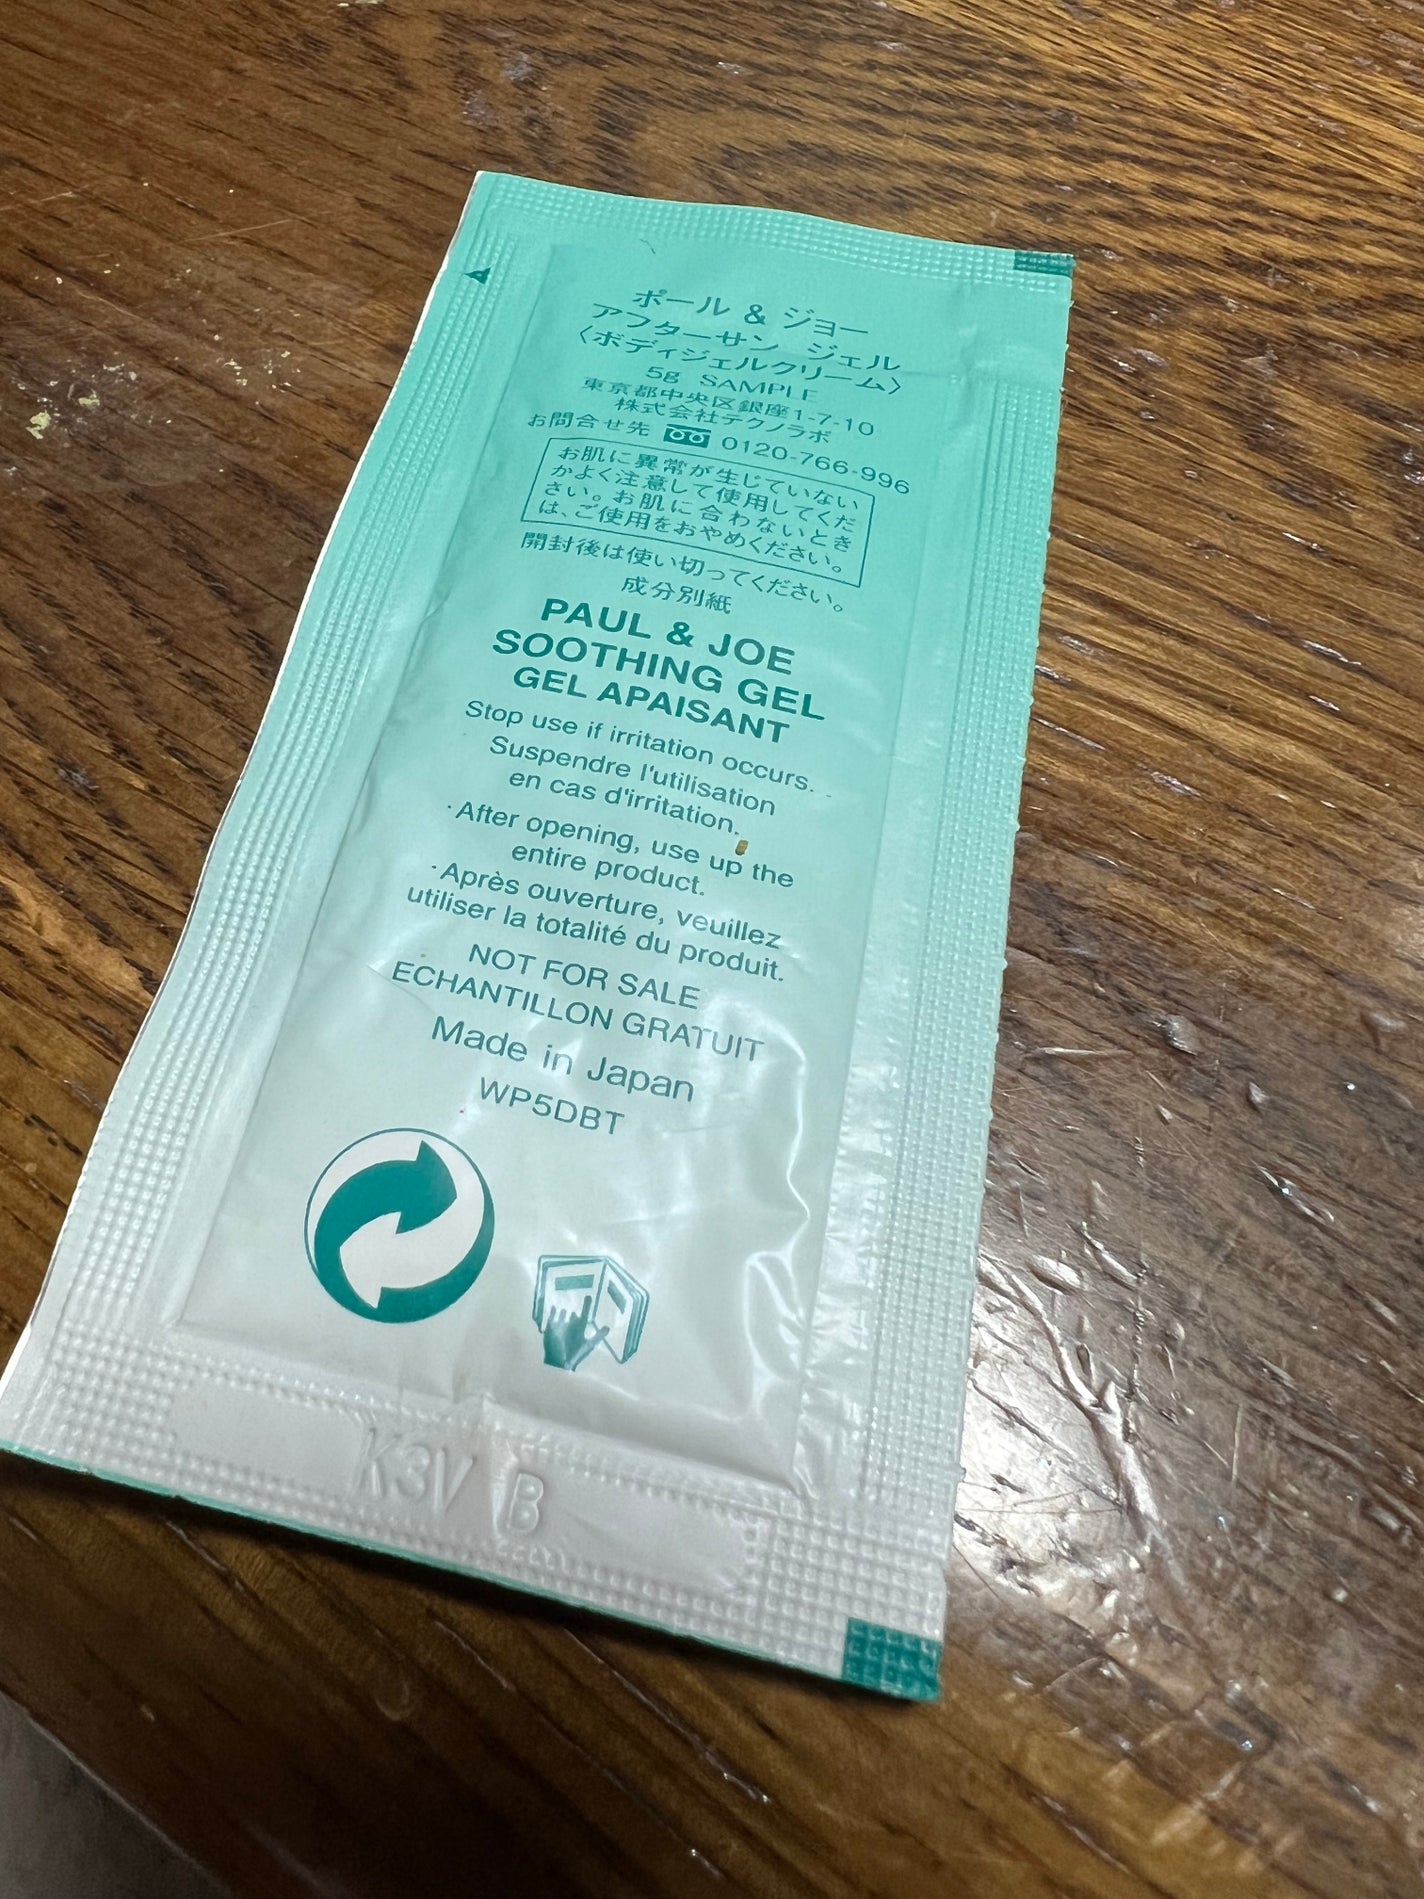 ポール & ジョー
アフターサン ジェル
〈ボディジェルクリーム〉
5g SAMPLE
東京都中央区銀座1-7-10
株式会社テクノラボ
お問合せ先 0120-766-996
お肌に異常が生じていない
かよく注意して使用してくだ
さい。お肌に合わないとき
は、ご使用をおやめください。
開封後は使い切ってください。
成分別紙
PAUL & JOE
SOOTHING GEL
GEL APAISANT
Stop use if irritation occurs.
Suspendre l'utilisation
en cas d'irritation.
·After opening, use up the
entire product.
·Après ouverture, veuillez
utiliser la totalité du produit.
NOT FOR SALE
ECHANTILLON GRATUIT
Made in Japan
WP5DBT
K3V B